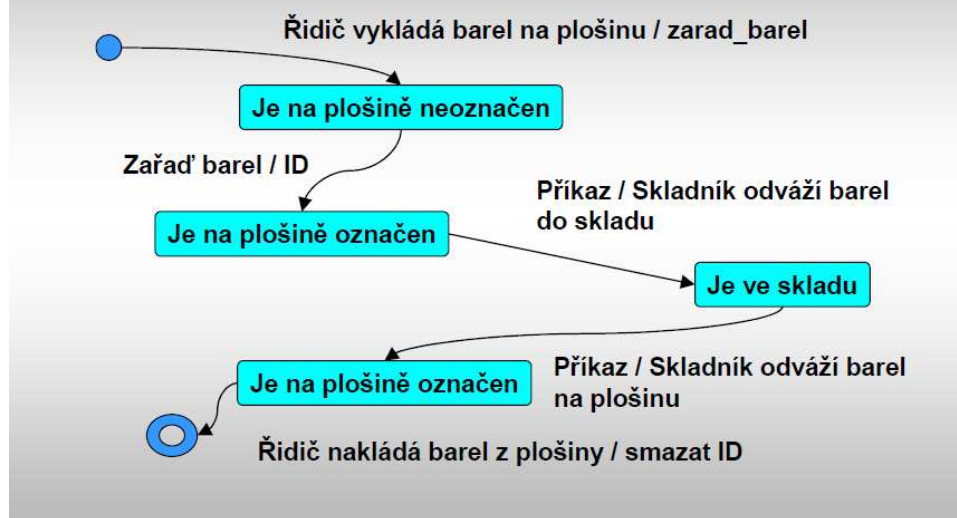 Řidič vykládá barel na plošinu / zarad_barel
Je na plošině neoznačen
Zařaď barel / ID
Příkaz / Skladník odváží barel
do skladu
Je na plošině označen
Je ve skladu
Je na plošině označen
Příkaz / Skladník odváží barel
na plošinu
Řidič nakládá barel z plošiny / smazat ID